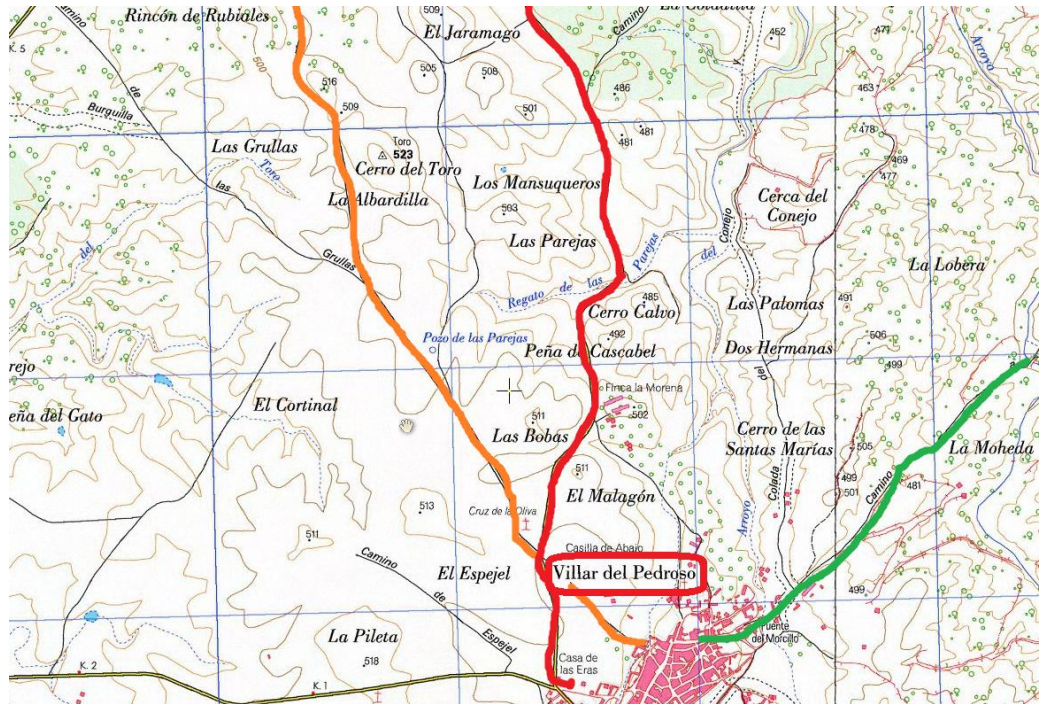 Rincón de Rubiales
509
El Jaramago
Camino
452
471
Arroyo
K. 5
Camino
500
516
505
508
486
463
509
501
481
478
Burguilla
de
Las Grullas
Toro
523
481
469
477
Cerro del Toro
Toro
Los Mansuqueros
Cerca del
Conejo
las
La Albardilla
503
Las Parejas
Conejo
del
Grullas
Regato de las Parejas
del
La Lobera
485
Las Palomas
491
Cerro Calvo
492
506
Pozo de las Parejas
Peña de Cascabel
Dos Hermanas
499
del
Finca la Morena
El Cortinal
502
511
Las Bobas
Cerro de las
Santas Marías
505
La Moheda
511
499
501
481
Camino
El Malagón
Colada
513
Cruz de la Oliva
Arroyo
511
Casilla de Abajo
Camino
de
Espejel
El Espejel
Villar del Pedroso
499
La Pileta
518
Fuente
del Morcillo
Casa de
las Eras
K. 2
K. 1